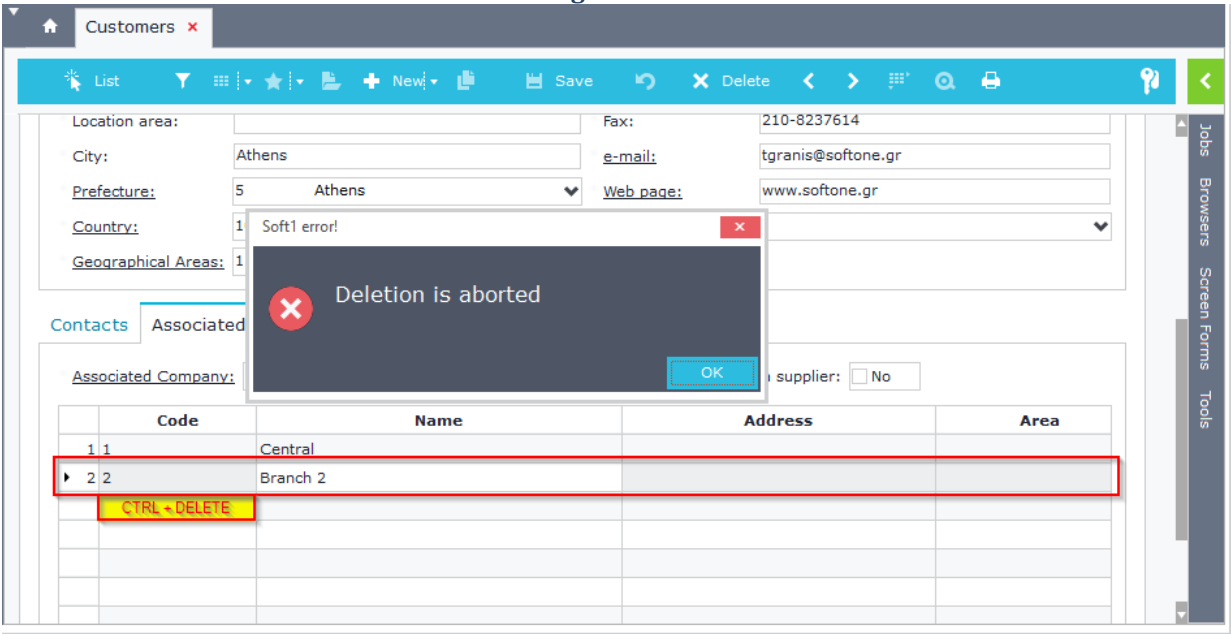 Customers ×
List New Save Delete
Location area: Fax: 210-8237614
City: Athens e-mail: tgranis@softone.gr
Prefecture: 5 Athens Web page: www.softone.gr
Country: 1
Geographical Areas: 1
Soft1 error!
Deletion is aborted
OK
Contacts Associated
Associated Company: supplier: No
Code Name Address Area
1 1 Central
2 2 Branch 2
CTRL + DELETE
Jobs
Browsers
Screen Forms
Tools